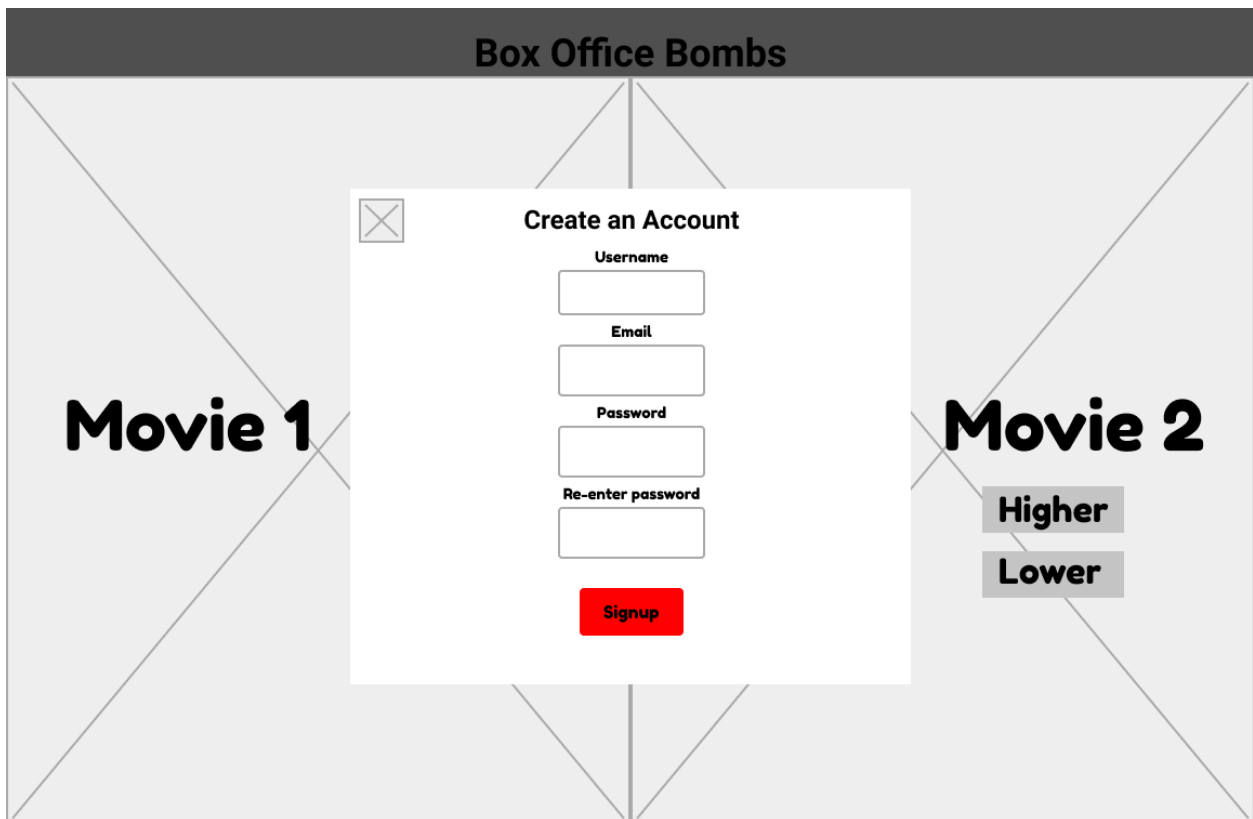 Box Office Bombs
Create an Account
Username
Email
Password
Re-enter password
Signup
Movie 1
Movie 2
Higher
Lower